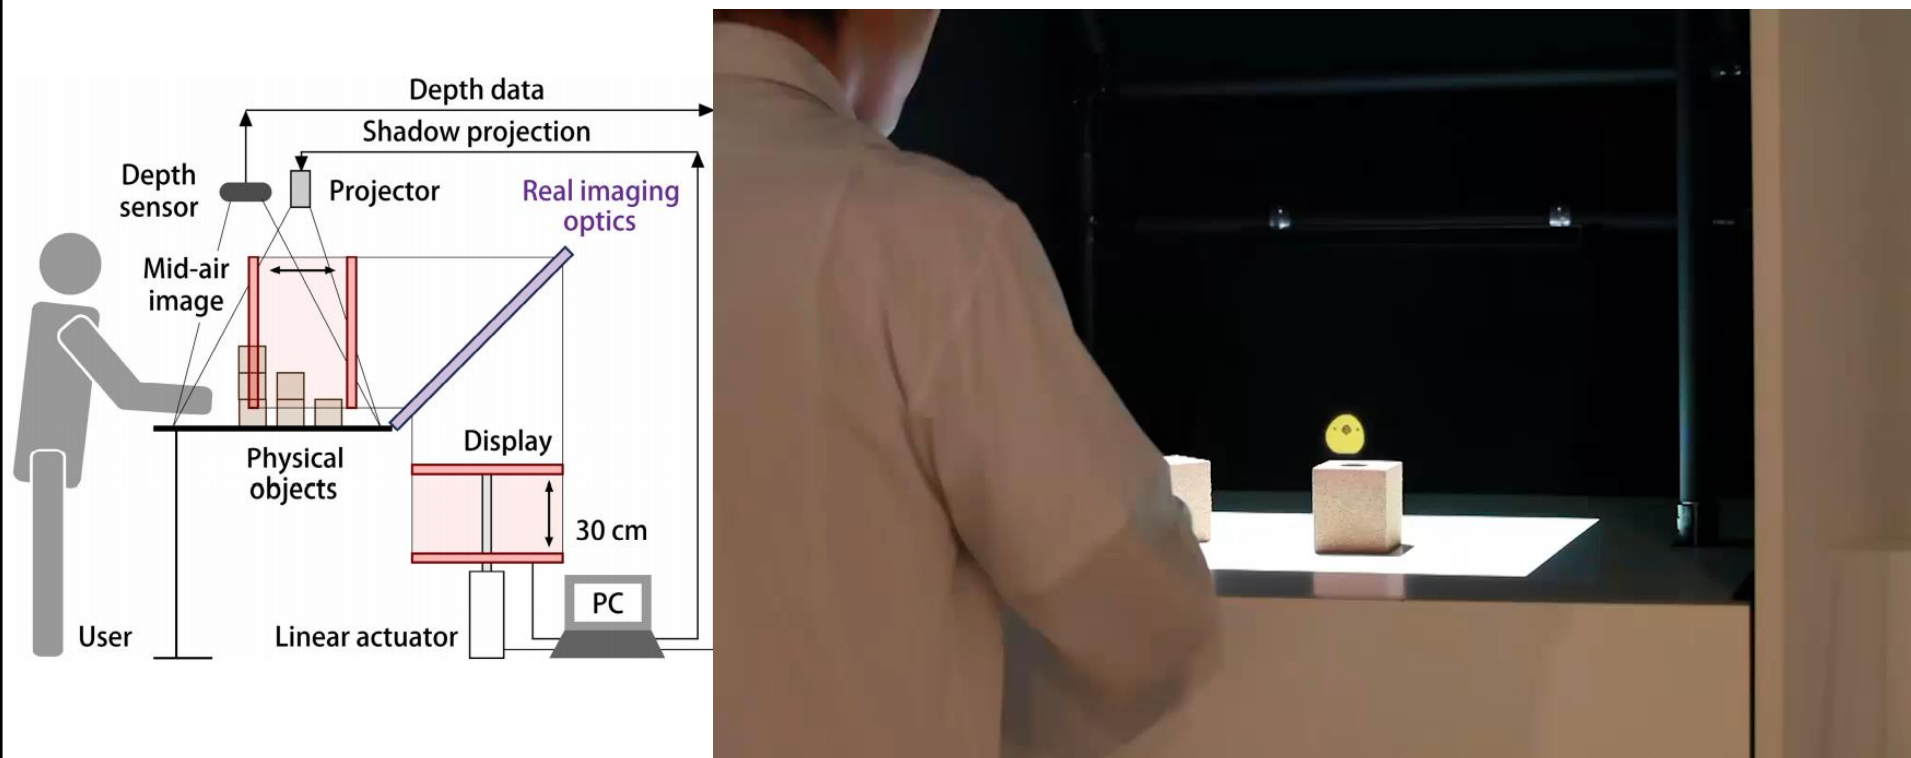 Depth data
Shadow projection
Depth
sensor
Projector
Real imaging
optics
Mid-air
image
Display
Physical
objects
30 cm
PC
User
Linear actuator